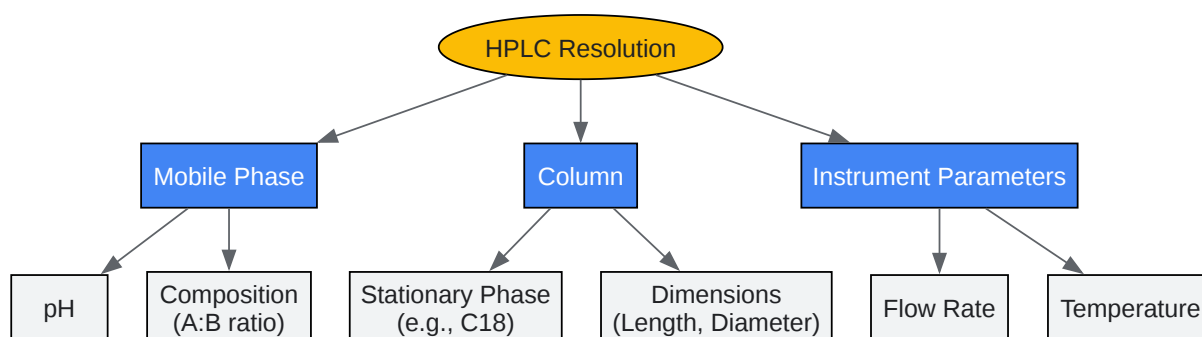 HPLC Resolution
Mobile Phase
Column
Instrument Parameters
pH
Composition
(A:B ratio)
Stationary Phase
(e.g., C18)
Dimensions
(Length, Diameter)
Flow Rate
Temperature